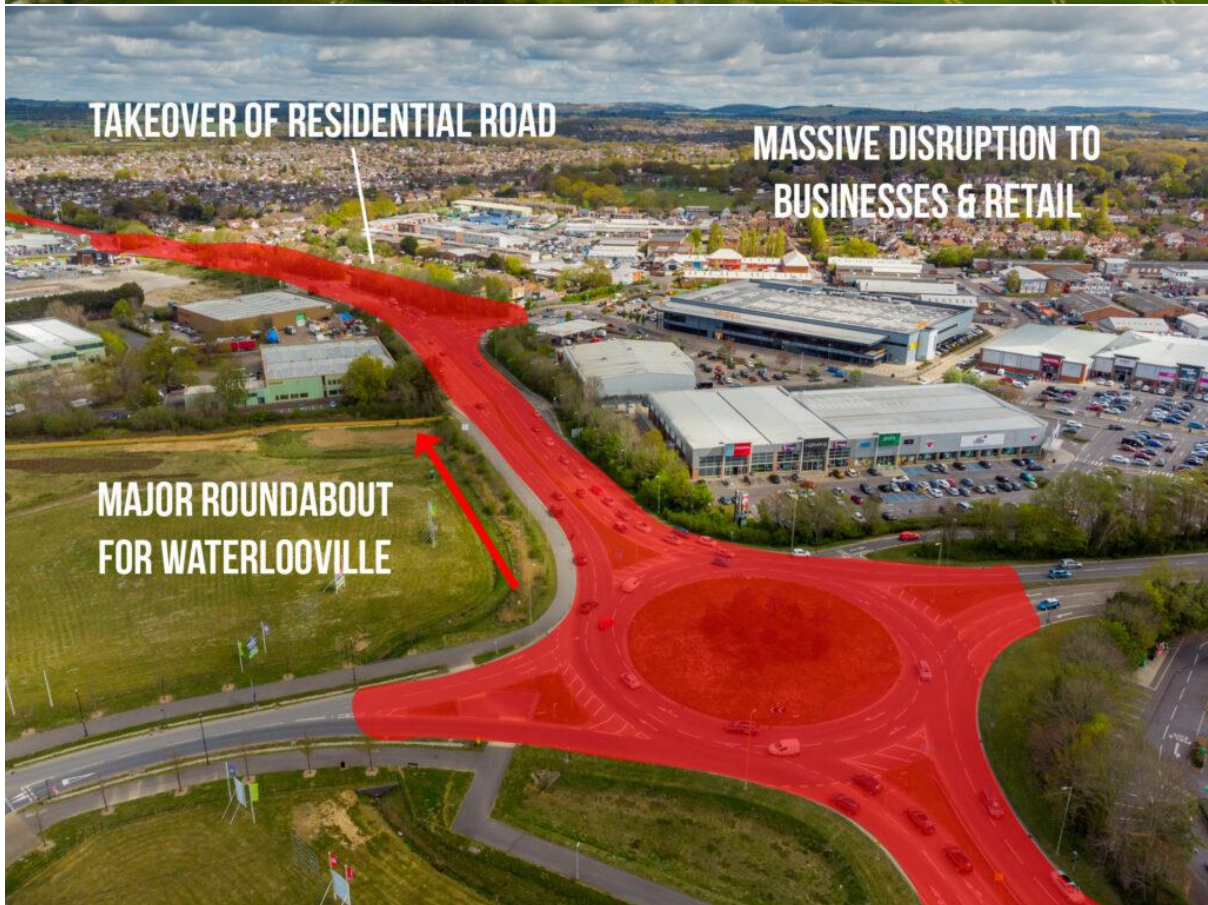 TAKEOVER OF RESIDENTIAL ROAD
MASSIVE DISRUPTION TO
BUSINESSES & RETAIL
MAJOR ROUNDABOUT
FOR WATERLOOVILLE